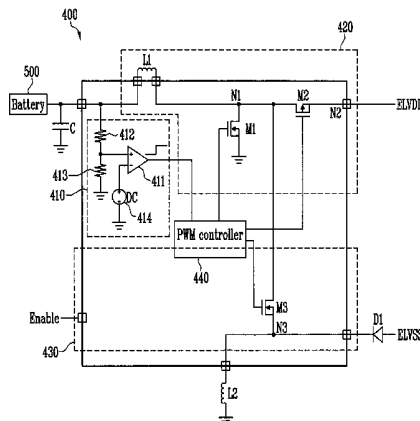 400
420
500
L1
Battery
N1
M2
ELVDD
N2
C
412
M1
413
411
410
DC
414
PWM controller
440
M3
Enable
N3
D1
ELVSS
430
L2